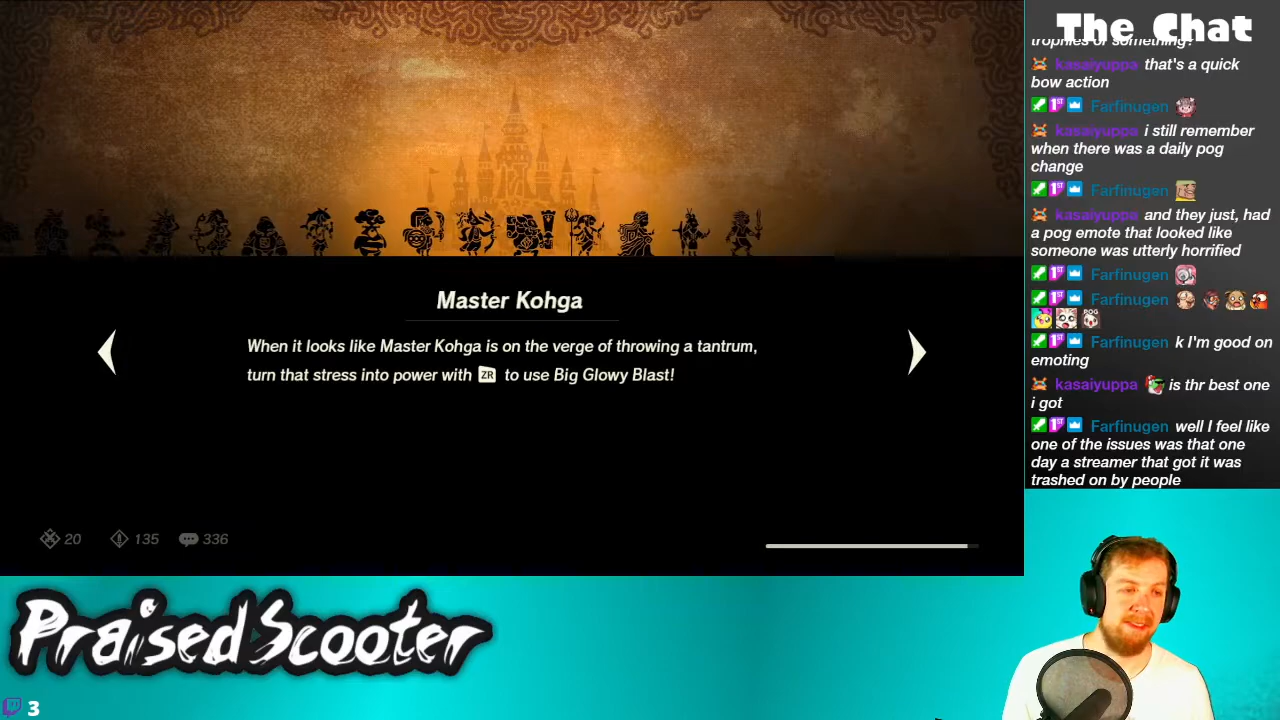 The Chat
trophies or something?
kasaiyuppa that's a quick
bow action
Farfinugen
kasaiyuppa i still remember
when there was a daily pog
change
Farfinugen
kasaiyuppa and they just, had
a pog emote that looked like
someone was utterly horrified
Farfinugen
Farfinugen
POG
Farfinugen k I'm good on
emoting
kasaiyuppa is thr best one
i got
Farfinugen well I feel like
one of the issues was that one
day a streamer that got it was
trashed on by people
Master Kohga
When it looks like Master Kohga is on the verge of throwing a tantrum,
turn that stress into power with ZR to use Big Glowy Blast!
20 135 336
PraisedScooter
3